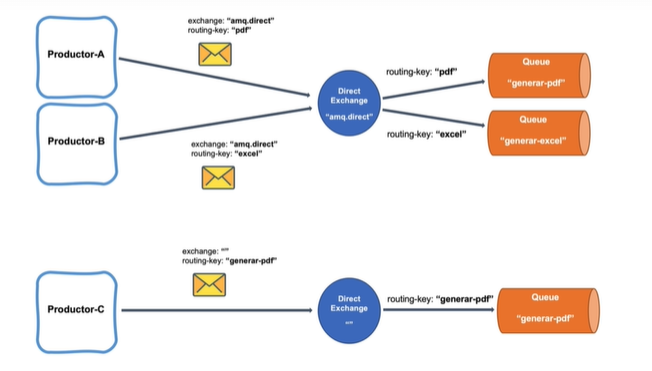 exchange: "amq.direct"
routing-key: "pdf"
Productor-A
routing-key: "pdf"
Queue
"generar-pdf"
Direct
Exchange
"amq.direct"
Productor-B
exchange: "amq.direct"
routing-key: "excel"
routing-key: "excel"
Queue
"generar-excel"
exchange: ""
routing-key: "generar-pdf"
Productor-C
Direct
Exchange
""
routing-key: "generar-pdf"
Queue
"generar-pdf"